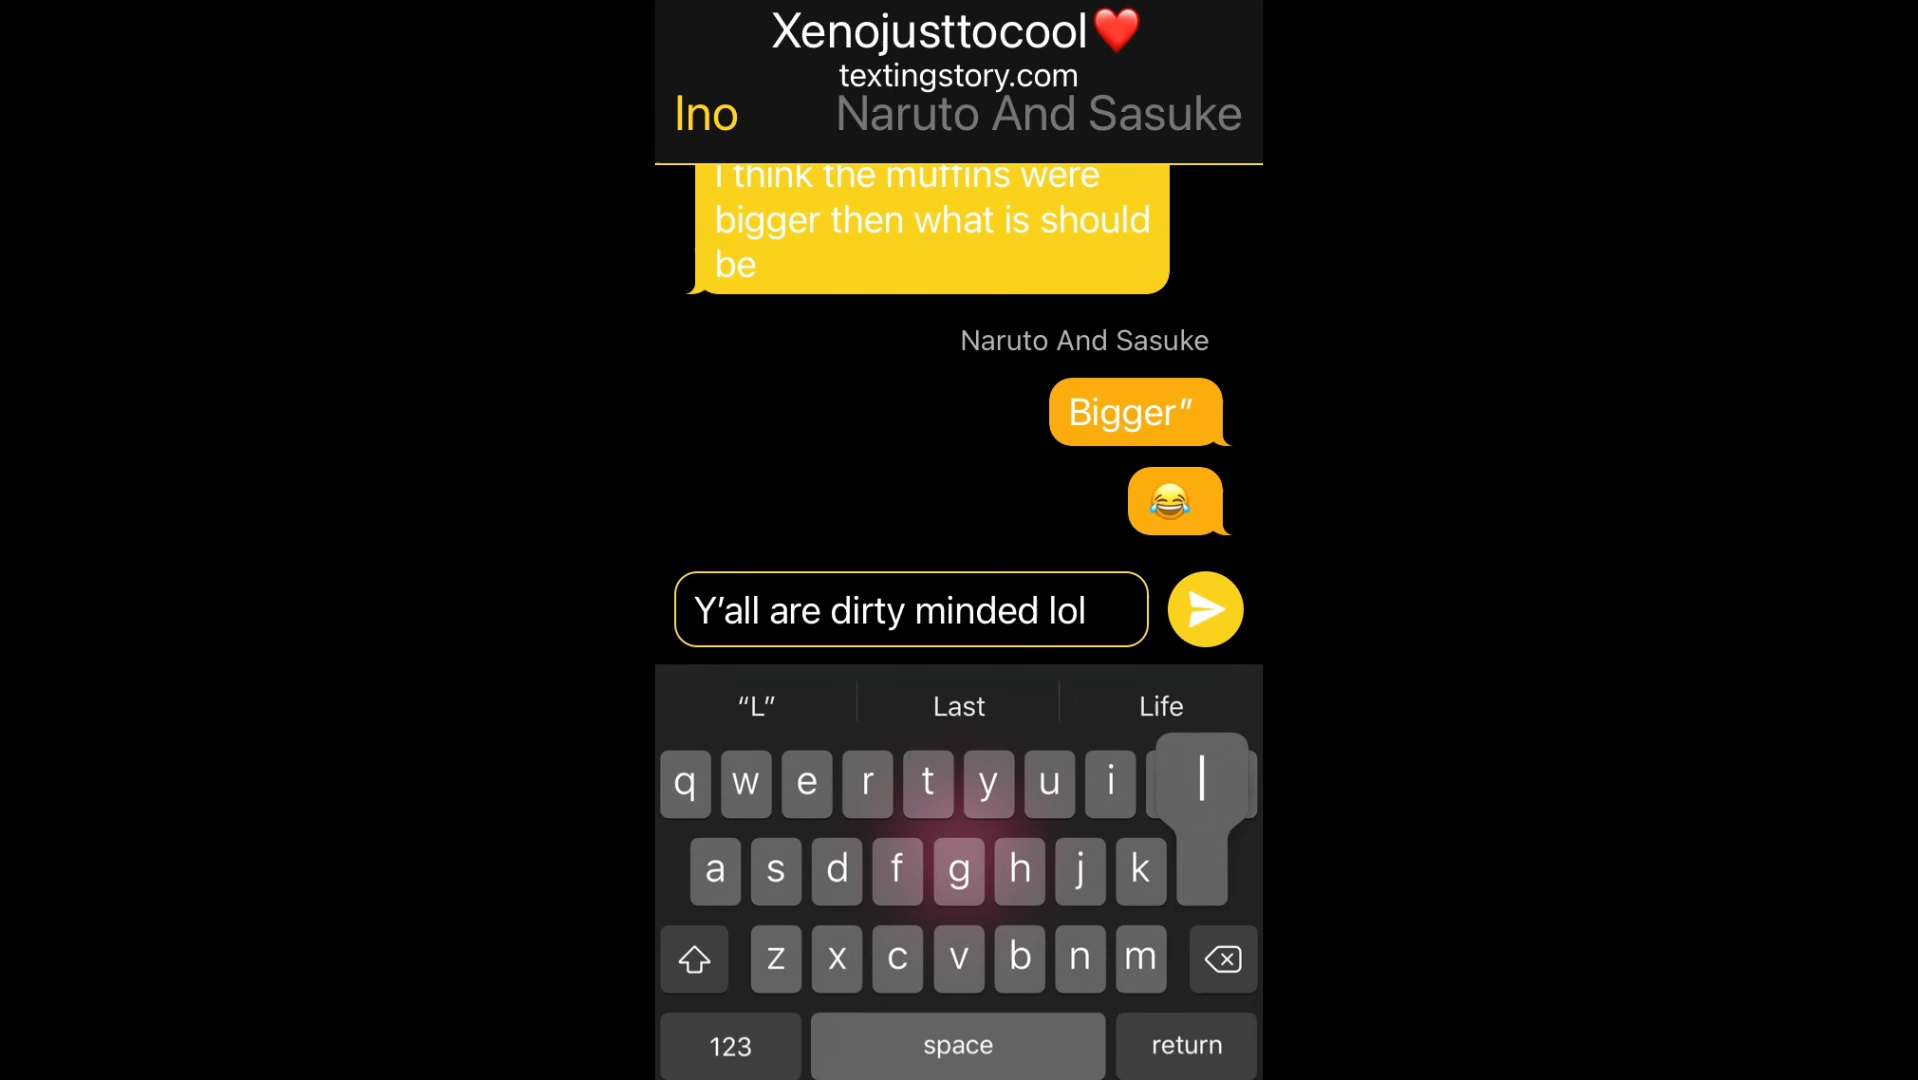 Xenojusttocool❤️
textingstory.com
Ino Naruto And Sasuke
I think the muffins were
bigger then what is should
be
Naruto And Sasuke
Bigger”
😂
Y’all are dirty minded lol
“L” Last Life
q w e r t y u i l
a s d f g h j k
z x c v b n m
123 space return